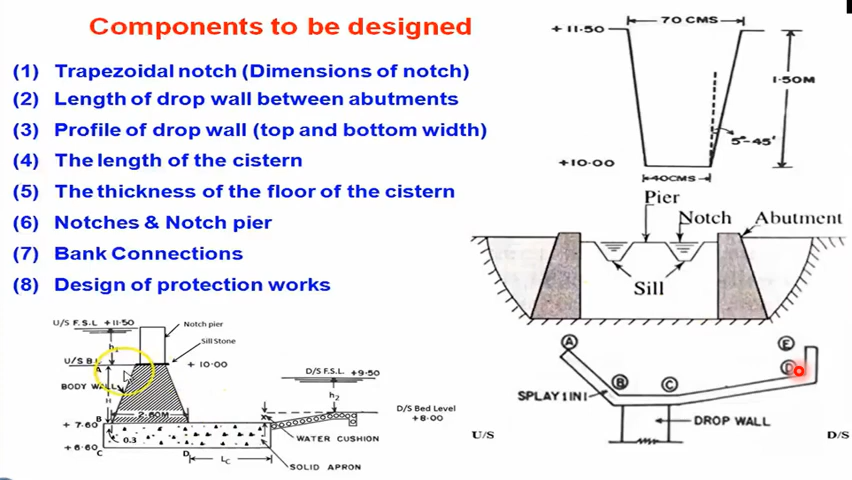 Components to be designed
(1) Trapezoidal notch (Dimensions of notch)
(2) Length of drop wall between abutments
(3) Profile of drop wall (top and bottom width)
(4) The length of the cistern
(5) The thickness of the floor of the cistern
(6) Notches & Notch pier
(7) Bank Connections
(8) Design of protection works
70 CMS
+11·50
1·50M
5°-45'
+10·00
40CMS
Pier
Notch
Abutment
Sill
U/S F.S.L +11·50
Notch pier
Sill Stone
h₁
U/S B.L
A
+10·00
BODY WALL
H
D/S F.S.L. +9·50
h₂
D/S Bed Level
+8·00
2·60M
B
X
+7·60
0.3
WATER CUSHION
+6·60
C
D
Lc
SOLID APRON
A
B
C
D
E
SPLAY 1 IN 1
DROP WALL
U/S
D/S